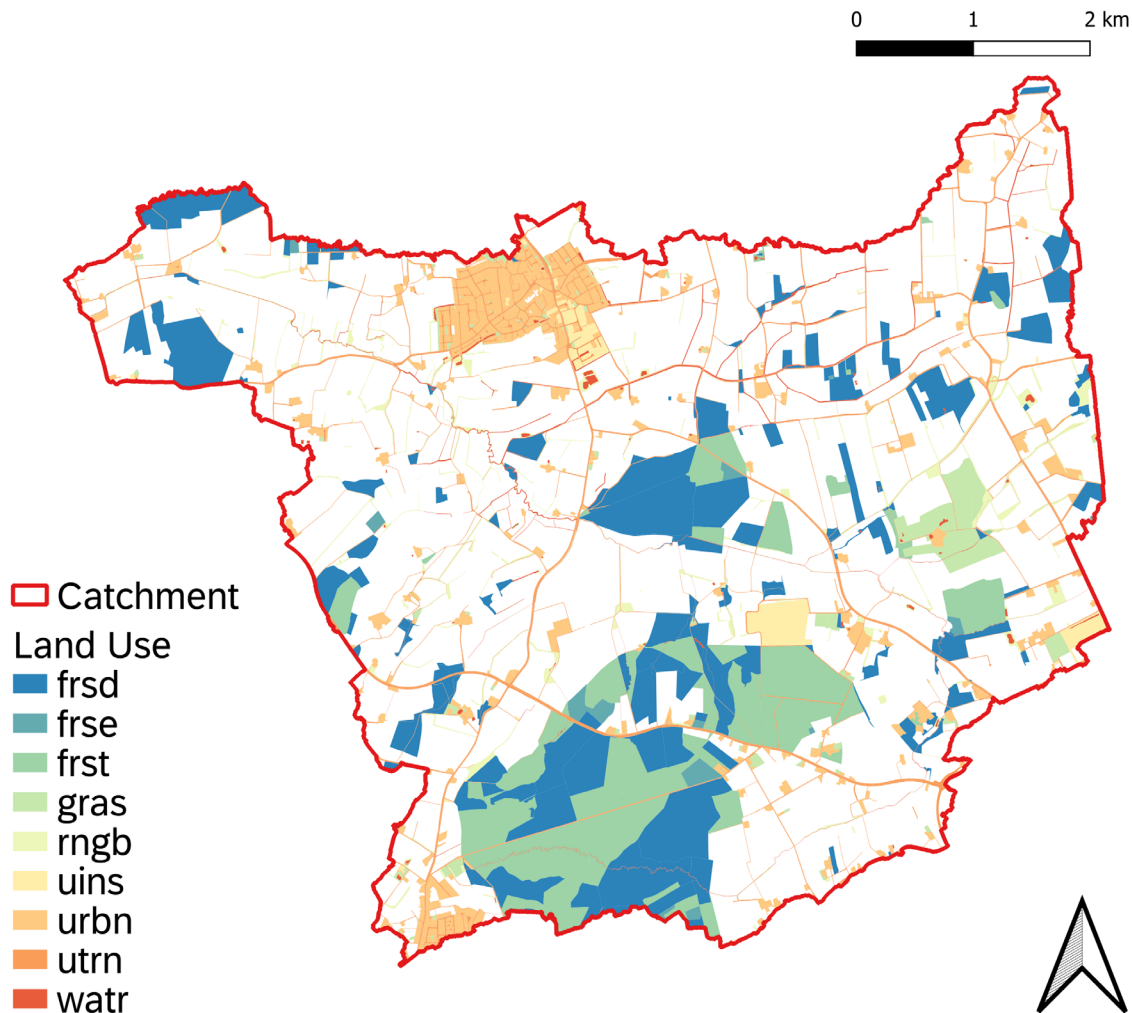 0 1 2 km
Catchment
Land Use
frsd
frse
frst
gras
rngb
uins
urbn
utrn
watr